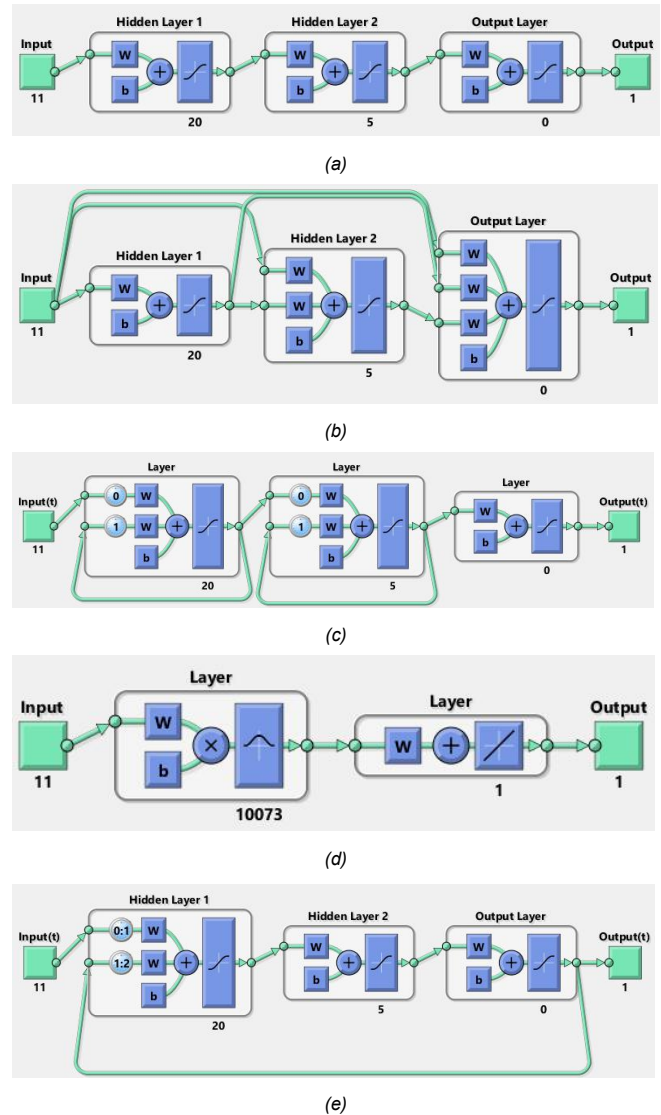 Hidden Layer 1 Hidden Layer 2 Output Layer
Input Output
W W W
+ + +
b b b
11 1
20 5 0
(a)
Output Layer
Hidden Layer 2
Hidden Layer 1
Input Output
W W W
W W
W
+ + +
b b b
11 1
20 5 0
(b)
Layer Layer Layer
Input(t) Output(t)
0 W 0 W W
1 W + 1 W + +
b b b
11 1
20 5 0
(c)
Layer
Layer
Input Output
W
× W +
b
11 1 1
10073
(d)
Hidden Layer 1
Hidden Layer 2 Output Layer
Input(t) Output(t)
0:1 W W W
1:2 W + + +
b b b
11 1
20 5 0
(e)